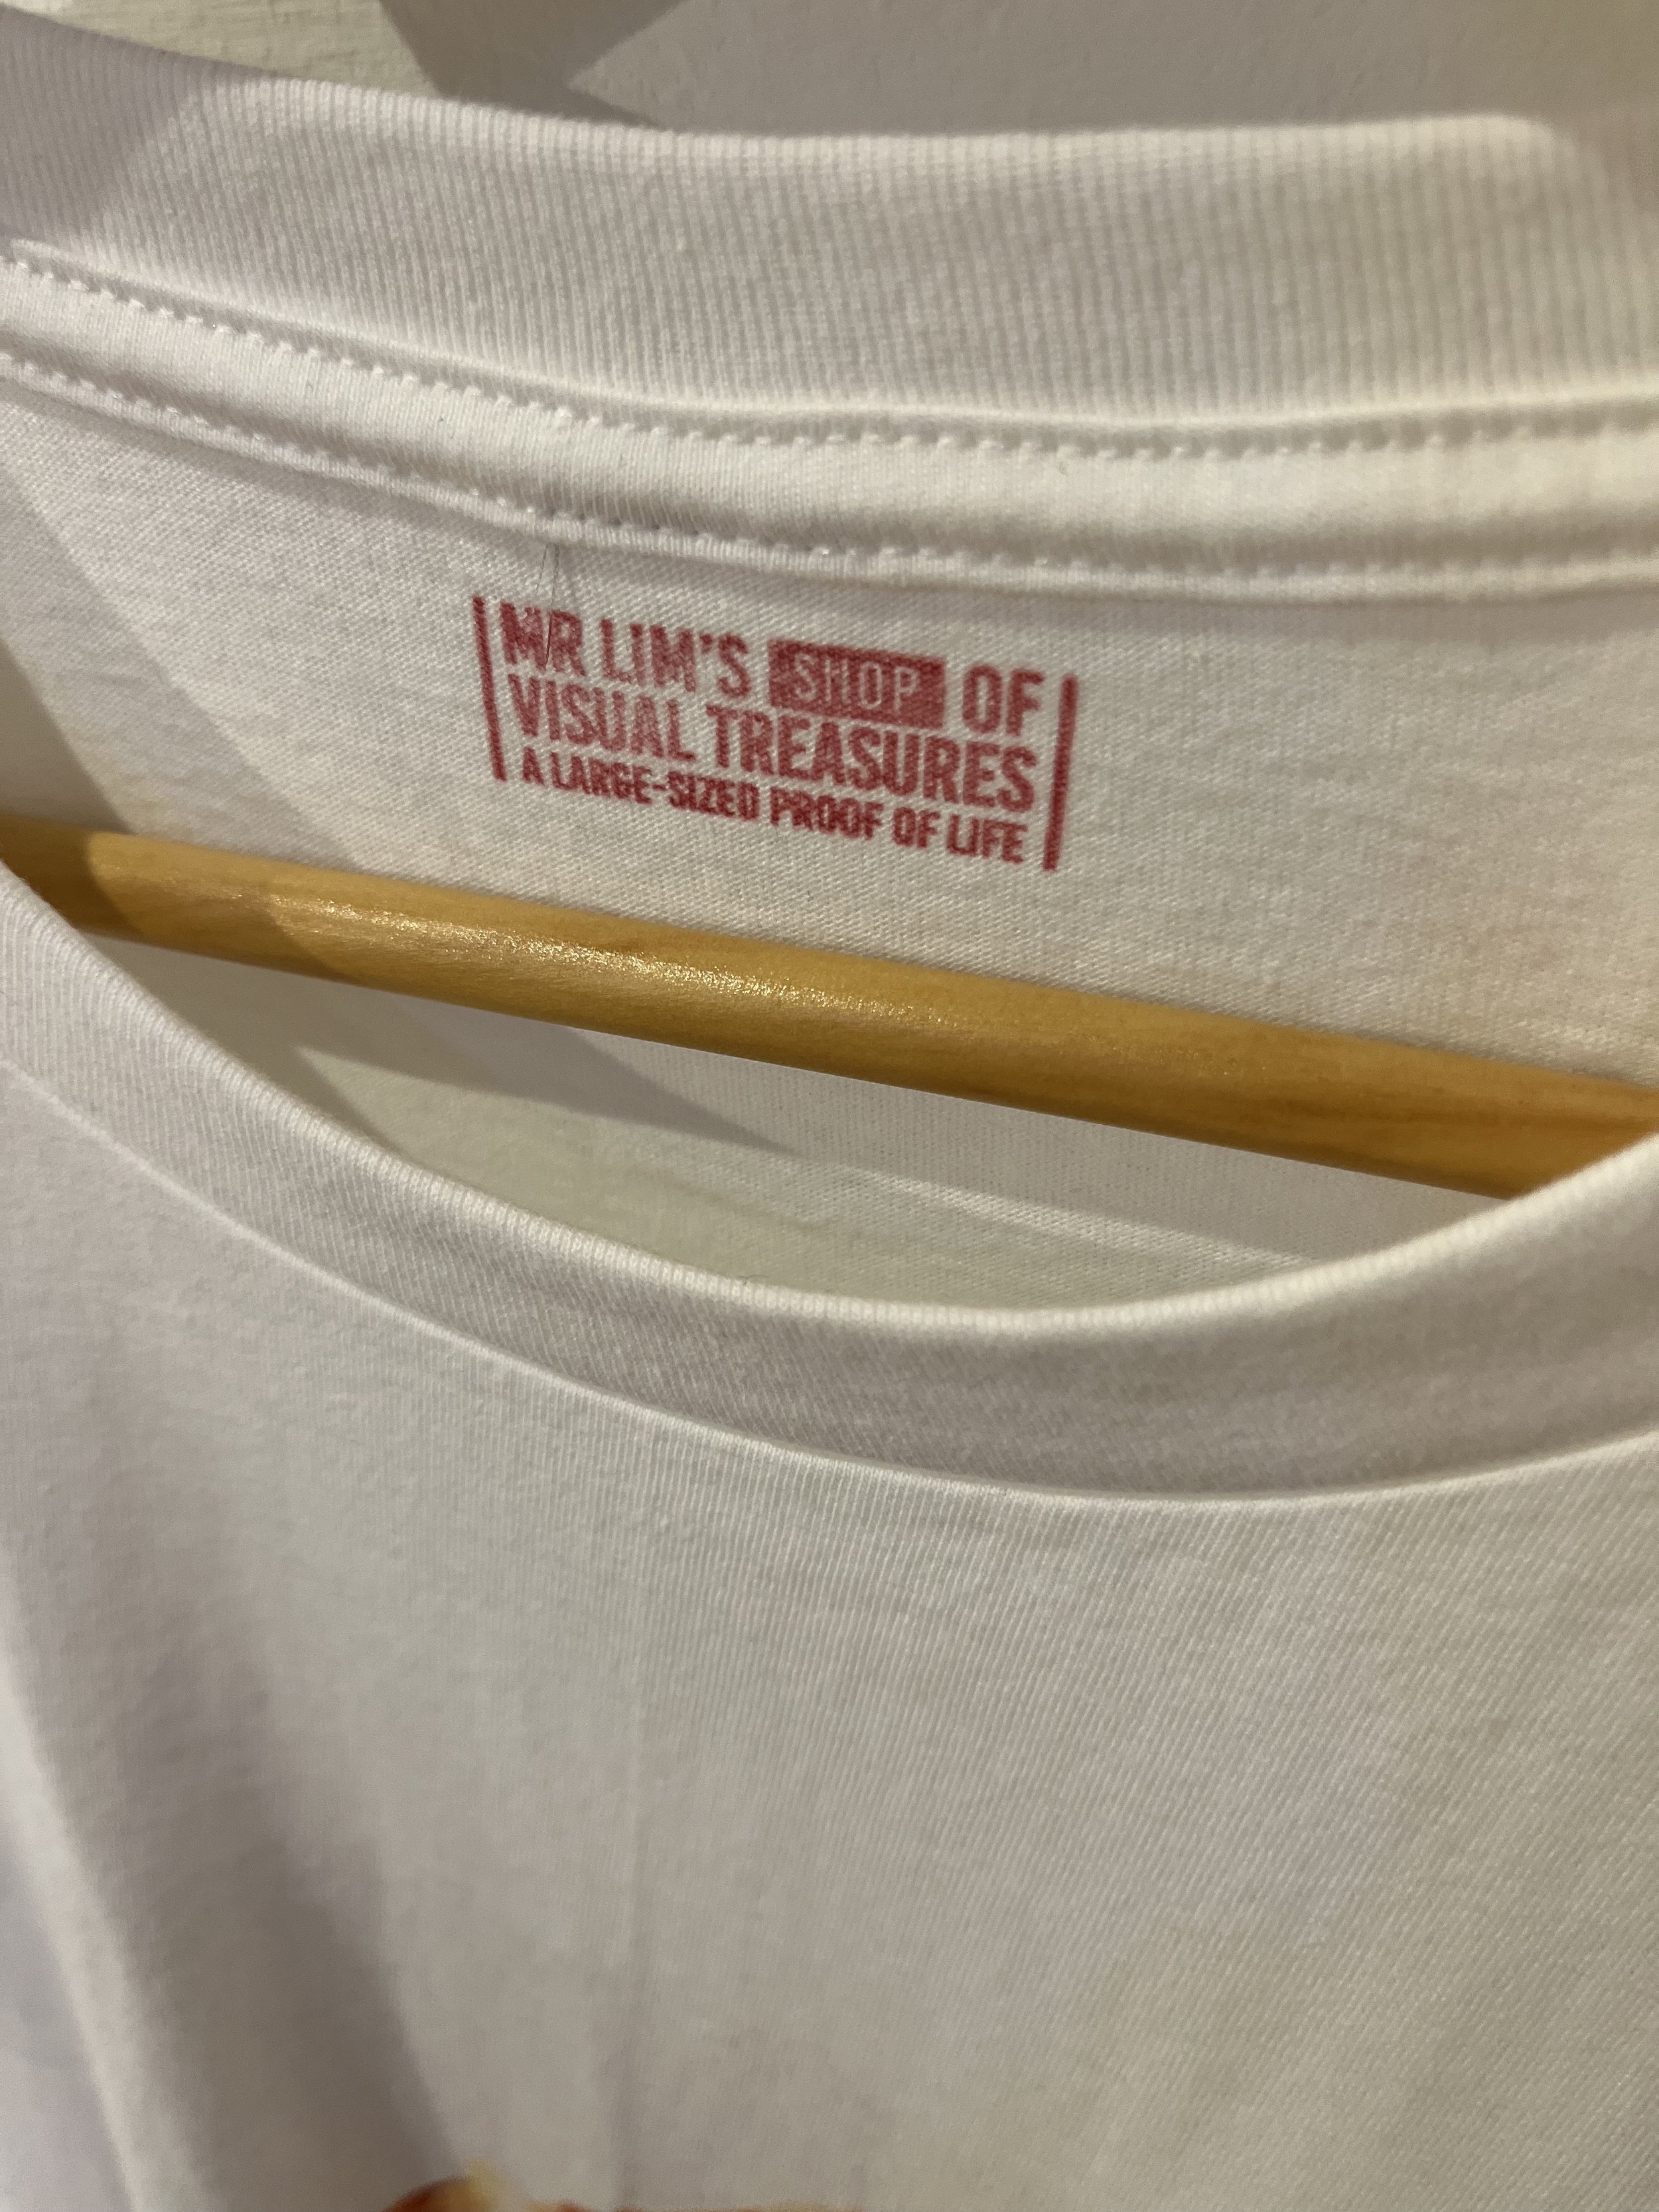 MR LIM'S SHOP OF
VISUAL TREASURES
A LARGE-SIZED PROOF OF LIFE